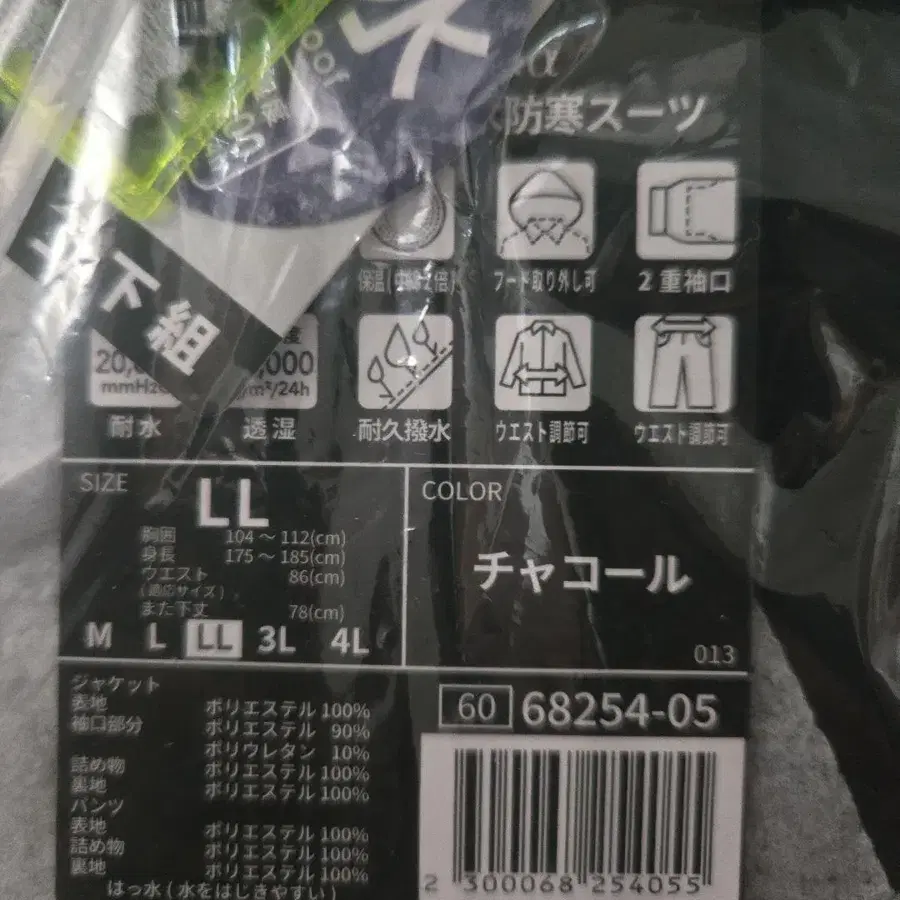 α
防寒スーツ
下組
フード取り外し可
2重袖口
mmH2O
000
/m²/24h
耐水
透湿
耐久撥水
ウエスト調節可
ウエスト調節可
SIZE
LL
胸囲 104～112(cm)
身長 175～185(cm)
ウエスト 86(cm)
(適応サイズ)
また下丈 78(cm)
M L LL 3L 4L
COLOR
チャコール
013
ジャケット
表地 ポリエステル 100%
袖口部分 ポリエステル 90%
ポリウレタン 10%
詰め物 ポリエステル 100%
裏地 ポリエステル 100%
パンツ
表地 ポリエステル 100%
詰め物 ポリエステル 100%
裏地 ポリエステル 100%
はっ水(水をはじきやすい)
60 68254-05
2 300068 254055